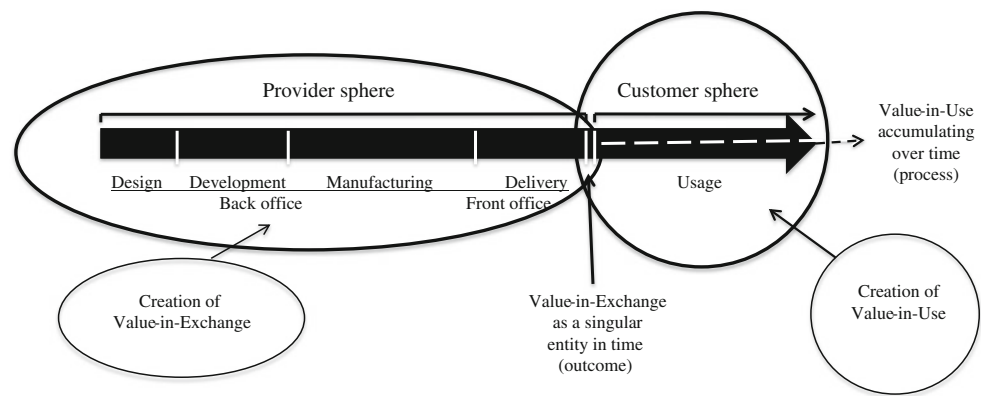 Provider sphere
Customer sphere
Value-in-Use
accumulating
over time
(process)
Design Development Manufacturing Delivery
Usage
Back office Front office
Creation of
Value-in-Exchange
Value-in-Exchange
as a singular
entity in time
(outcome)
Creation of
Value-in-Use